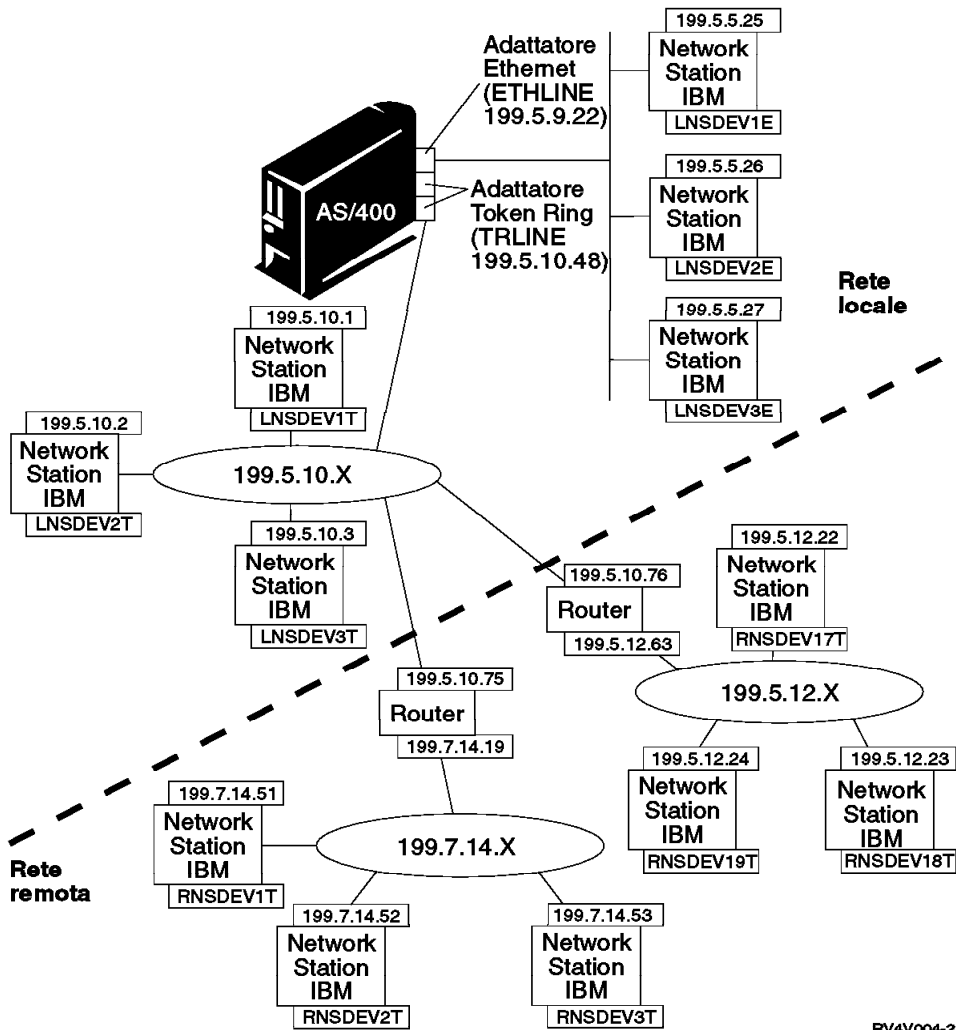 199.5.5.25
Network
Station
IBM
LNSDEV1E
Adattatore
Ethernet
(ETHLINE
199.5.9.22)
AS/400
Adattatore
Token Ring
(TRLINE
199.5.10.48)
199.5.5.26
Network
Station
IBM
LNSDEV2E
Rete
locale
199.5.5.27
Network
Station
IBM
LNSDEV3E
199.5.10.1
Network
Station
IBM
LNSDEV1T
199.5.10.2
Network
Station
IBM
LNSDEV2T
199.5.10.X
199.5.10.3
Network
Station
IBM
LNSDEV3T
199.5.10.76
Router
199.5.12.63
199.5.12.22
Network
Station
IBM
RNSDEV17T
199.5.12.X
199.5.10.75
Router
199.7.14.19
199.5.12.24
Network
Station
IBM
RNSDEV19T
199.5.12.23
Network
Station
IBM
RNSDEV18T
199.7.14.51
Network
Station
IBM
RNSDEV1T
199.7.14.X
Rete
remota
199.7.14.52
Network
Station
IBM
RNSDEV2T
199.7.14.53
Network
Station
IBM
RNSDEV3T
RV4V004-2